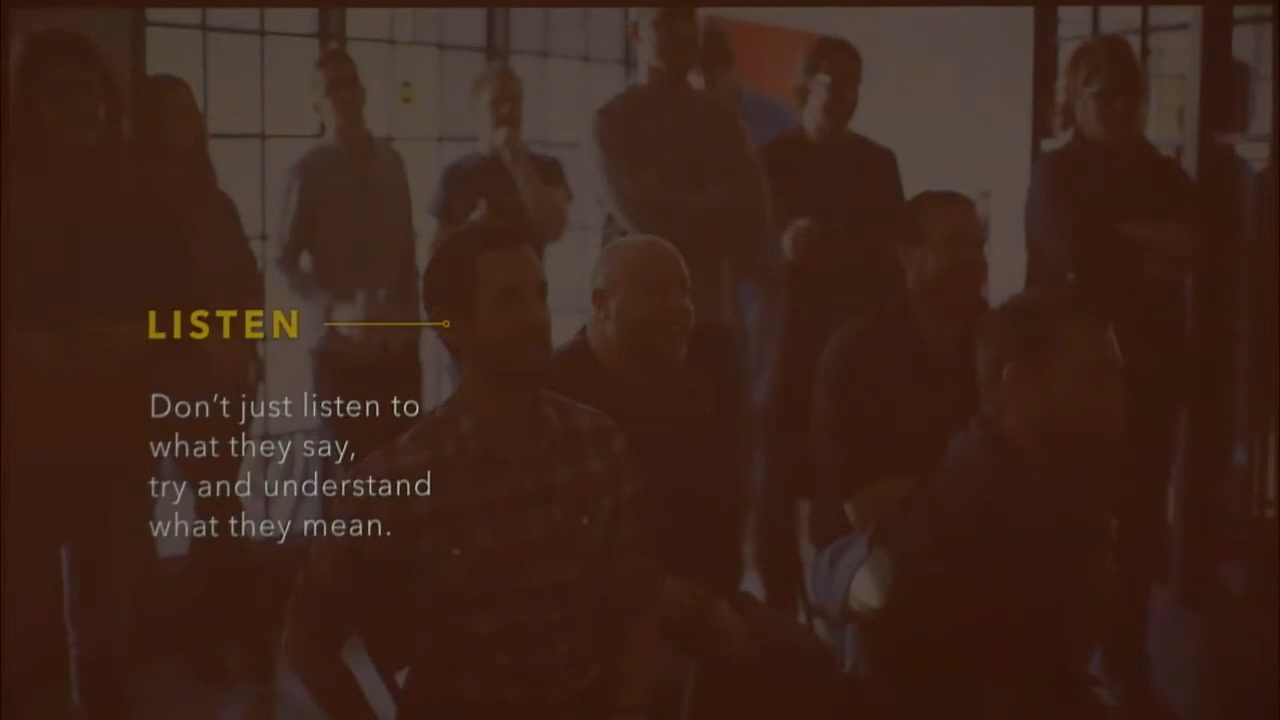 LISTEN
Don't just listen to
what they say,
try and understand
what they mean.